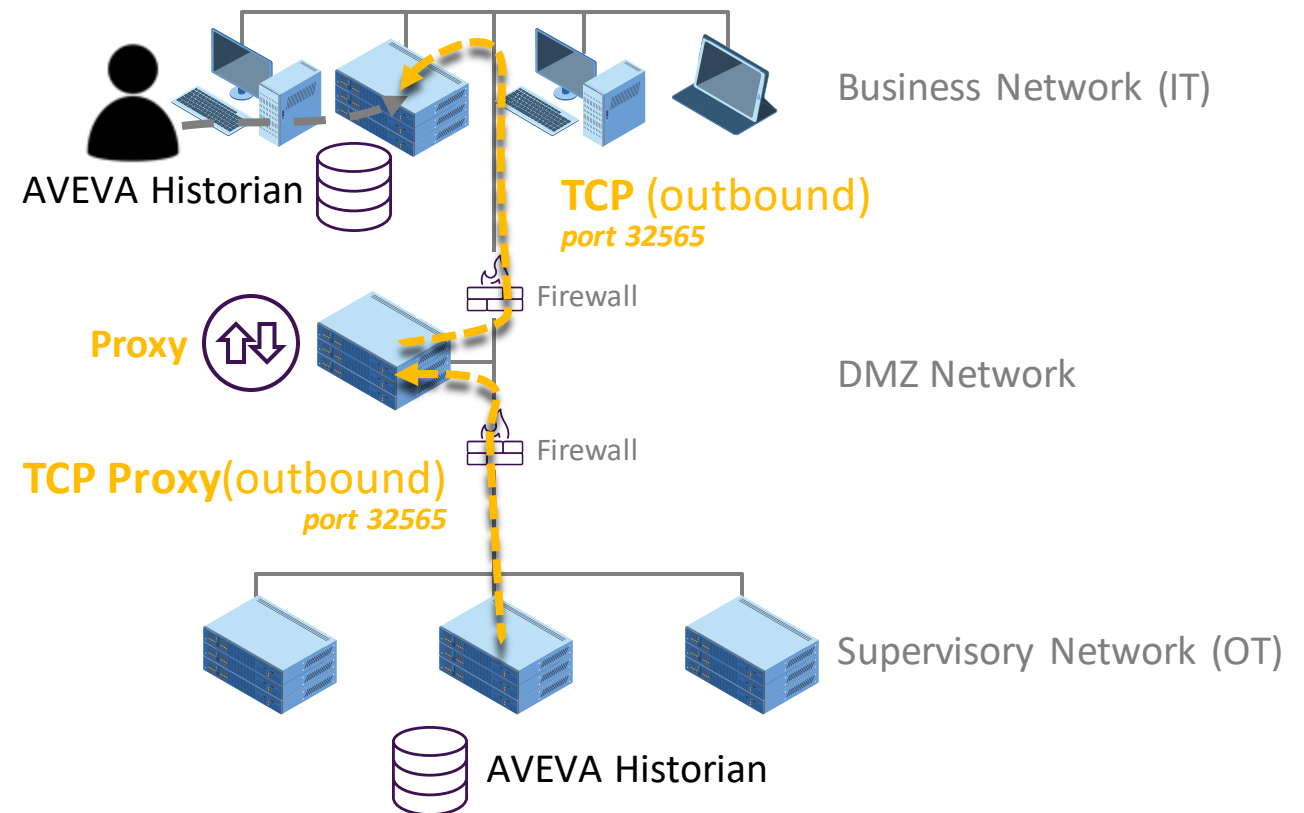 Business Network (IT)
AVEVA Historian
TCP (outbound)
port 32565
Firewall
Proxy
DMZ Network
Firewall
TCP Proxy(outbound)
port 32565
Supervisory Network (OT)
AVEVA Historian